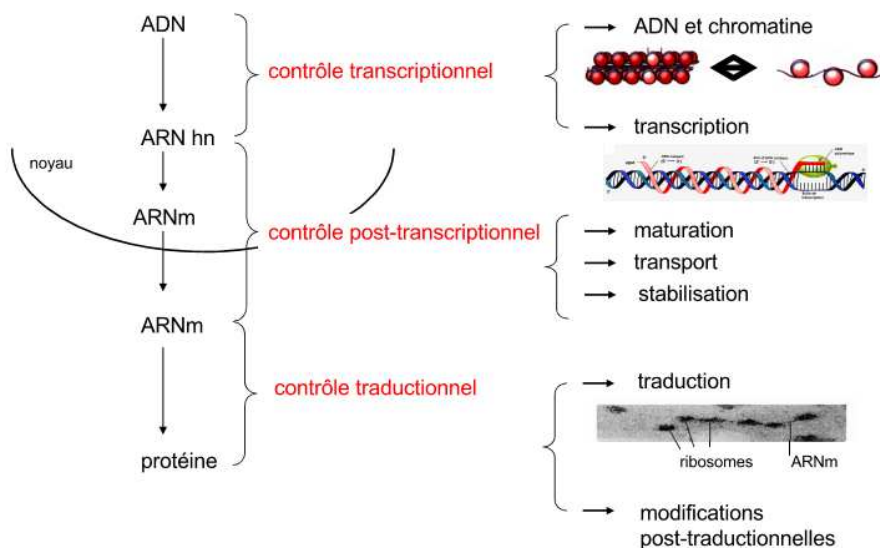 ADN
ADN et chromatine
contrôle transcriptionnel
transcription
ARN hn
noyau
ARNm
contrôle post-transcriptionnel
maturation
transport
stabilisation
ARNm
contrôle traductionnel
traduction
protéine
ribosomes
ARNm
modifications
post-traductionnelles